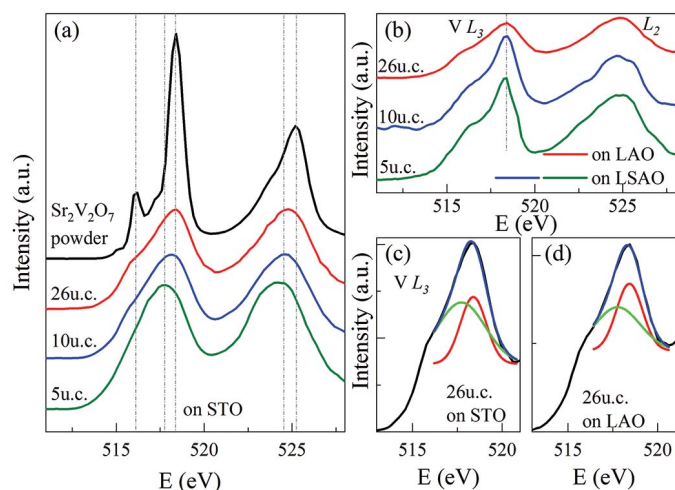 (a)
Sr₂V₂O₇
powder
26u.c.
10u.c.
5u.c.
on STO
515 520 525
E (eV)
Intensity (a.u.)
(b)
V L₃
L₂
26u.c.
10u.c.
5u.c.
on LAO
on LSAO
515 520 525
E (eV)
Intensity (a.u.)
(c)
V L₃
26u.c.
on STO
515 520
E (eV)
Intensity (a.u.)
(d)
26u.c.
on LAO
515 520
E (eV)